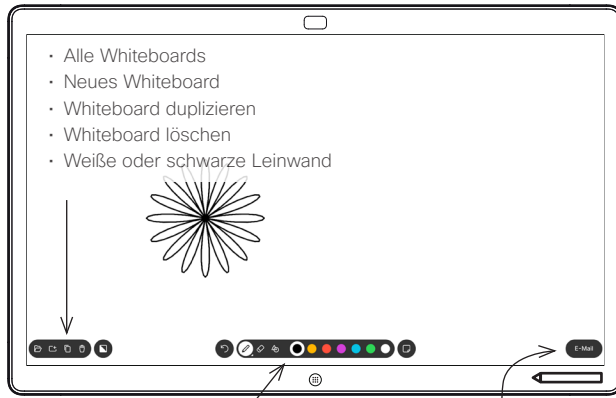 · Alle Whiteboards
· Neues Whiteboard
· Whiteboard duplizieren
· Whiteboard löschen
· Weiße oder schwarze Leinwand
E-Mail